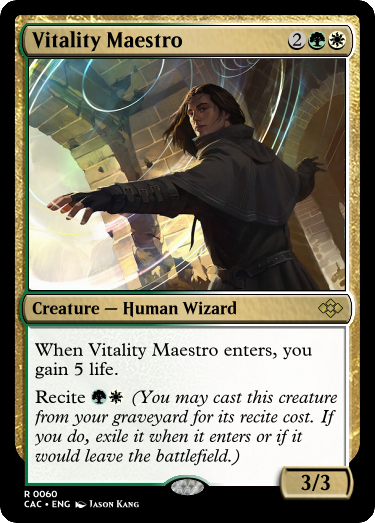 Vitality Maestro 2
Creature — Human Wizard
When Vitality Maestro enters, you
gain 5 life.
Recite (You may cast this creature
from your graveyard for its recite cost. If
you do, exile it when it enters or if it
would leave the battlefield.)
3/3
R 0060
CAC • ENG Jason Kang